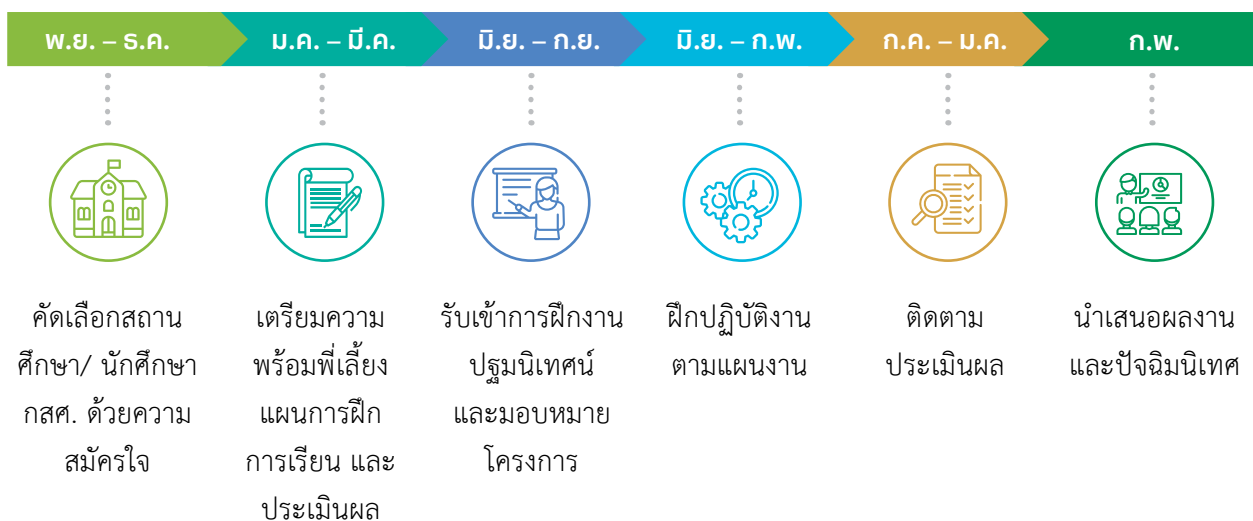 พ.ย. – ธ.ค.
ม.ค. – มี.ค.
มิ.ย. – ก.ย.
มิ.ย. – ก.พ.
ก.ค. – ม.ค.
ก.พ.
คัดเลือกสถาน
ศึกษา/ นักศึกษา
กสศ. ด้วยความ
สมัครใจ
เตรียมความ
พร้อมพี่เลี้ยง
แผนการฝึก
การเรียน และ
ประเมินผล
รับเข้าการฝึกงาน
ปฐมนิเทศน์
และมอบหมาย
โครงการ
ฝึกปฏิบัติงาน
ตามแผนงาน
ติดตาม
ประเมินผล
นำเสนอผลงาน
และปัจฉิมนิเทศ